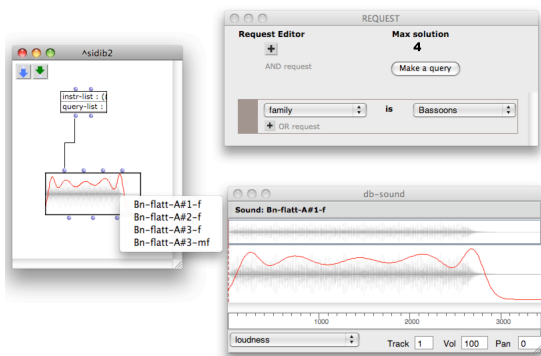 ^sidib2
instr-list : (
query-list :
Bn-flatt-A#1-f
Bn-flatt-A#2-f
Bn-flatt-A#3-f
Bn-flatt-A#3-mf
REQUEST
Request Editor
Max solution
+
4
AND request
Make a query
family
is
Bassoons
+ OR request
db-sound
Sound: Bn-flatt-A#1-f
1000 2000 3000
loudness
Track 1 Vol 100 Pan 0